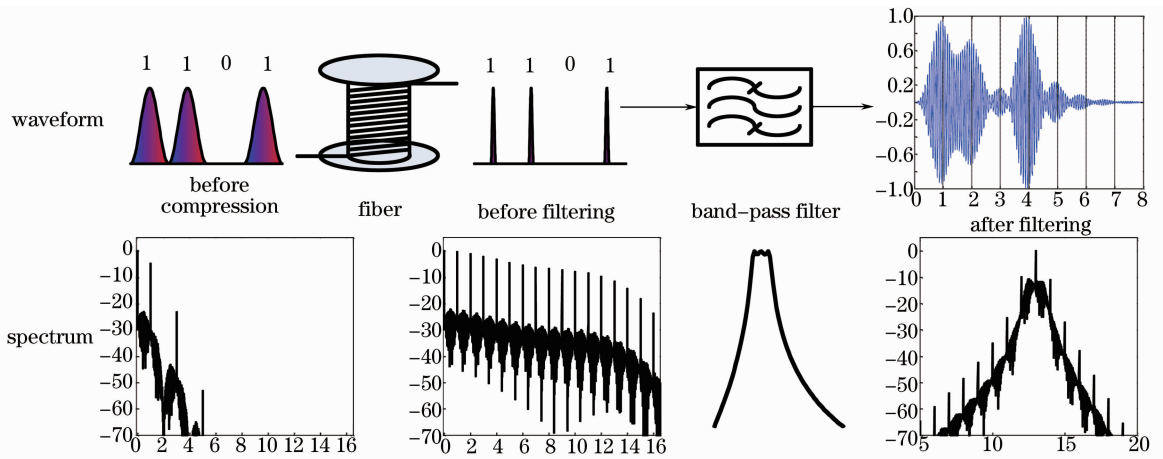 1 1 0 1
1 1 0 1
1.0
0.6
0.2
−0.2
−0.6
−1.0
0 1 2 3 4 5 6 7 8
waveform
before
compression
fiber
before filtering
band−pass filter
after filtering
spectrum
0
−10
−20
−30
−40
−50
−60
−70
0 2 4 6 8 10 12 14 16
0
−10
−20
−30
−40
−50
−60
−70
0 2 4 6 8 10 12 14 16
0
−10
−20
−30
−40
−50
−60
−70
5 10 15 20